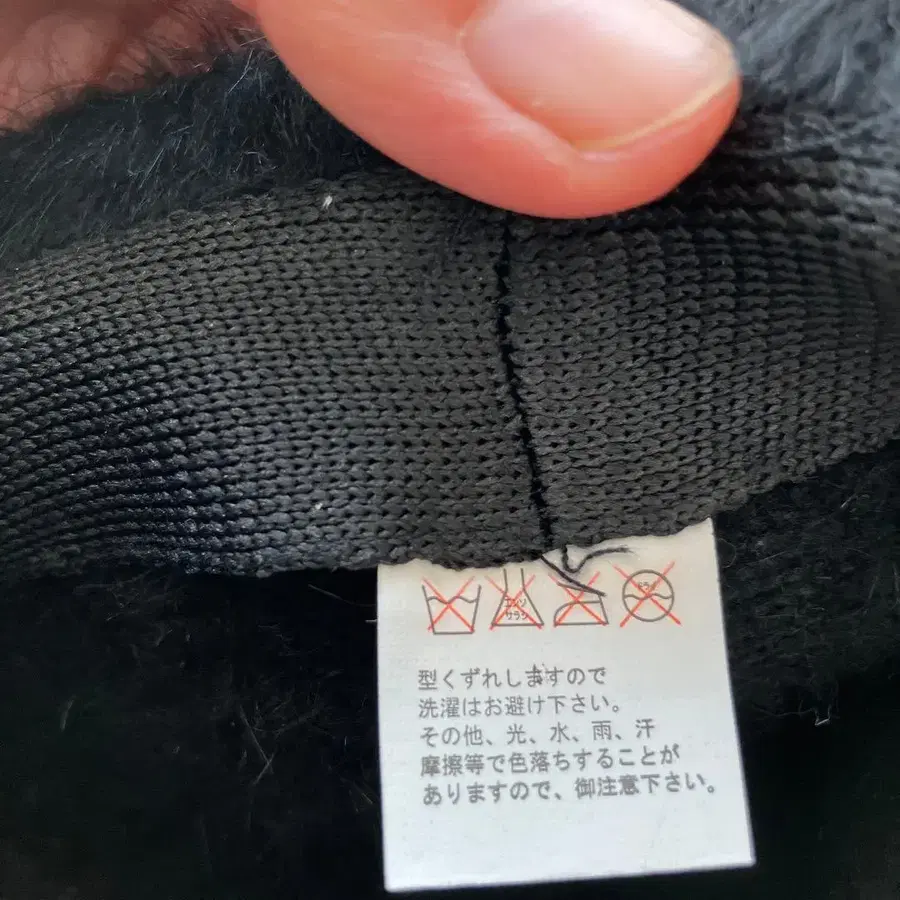 エンソ
サラシ
ドライ
型くずれしますので
洗濯はお避け下さい。
その他、光、水、雨、汗
摩擦等で色落ちすることが
ありますので、御注意下さい。